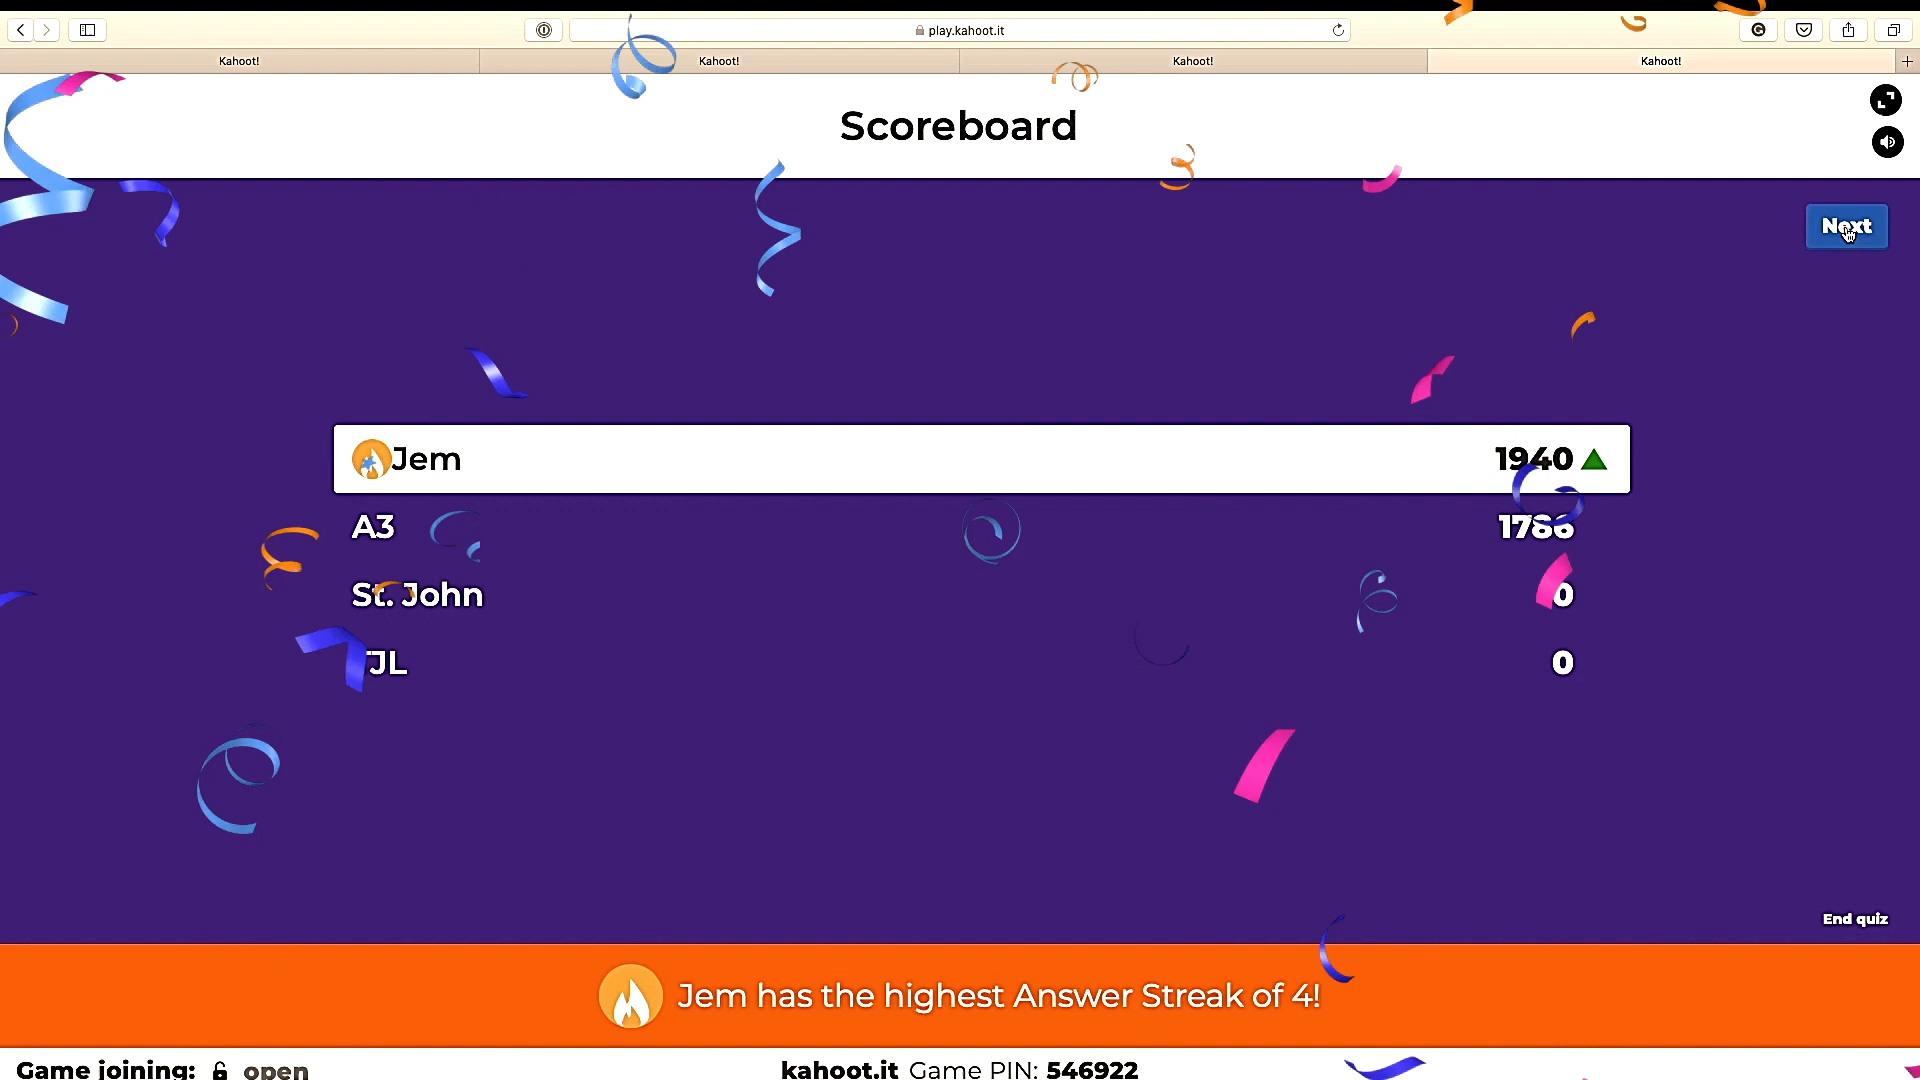 play.kahoot.it
Kahoot!
Kahoot!
Kahoot!
Kahoot!
Scoreboard
Next
Jem 1940
A3 1786
St. John 0
JL 0
End quiz
Jem has the highest Answer Streak of 4!
Game joining: open
kahoot.it Game PIN: 546922